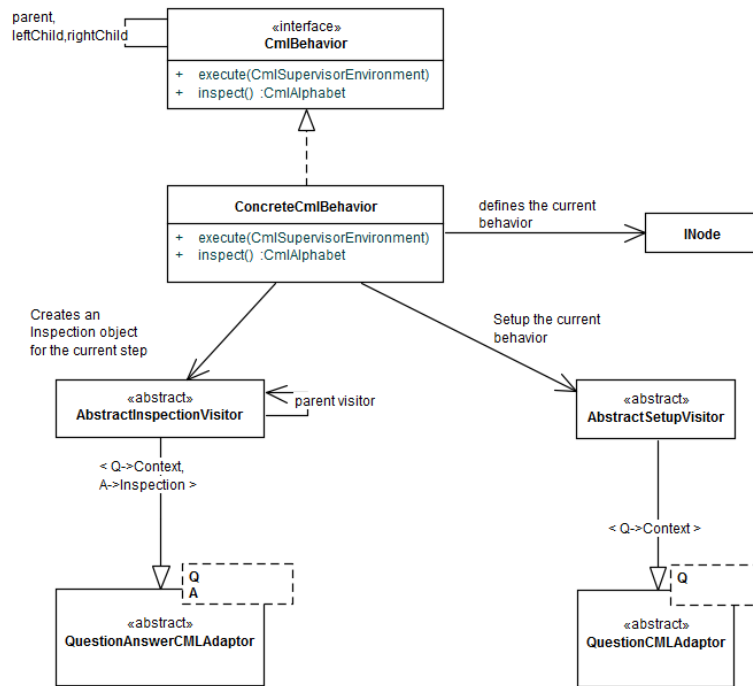 parent,
leftChild,rightChild
«interface»
CmlBehavior
+ execute(CmlSupervisorEnvironment)
+ inspect() :CmlAlphabet
ConcreteCmlBehavior
+ execute(CmlSupervisorEnvironment)
+ inspect() :CmlAlphabet
defines the current
behavior
INode
Creates an
Inspection object
for the current step
Setup the current
behavior
«abstract»
AbstractInspectionVisitor
parent visitor
«abstract»
AbstractSetupVisitor
< Q->Context,
A->Inspection >
< Q->Context >
Q
A
«abstract»
QuestionAnswerCMLAdaptor
Q
«abstract»
QuestionCMLAdaptor